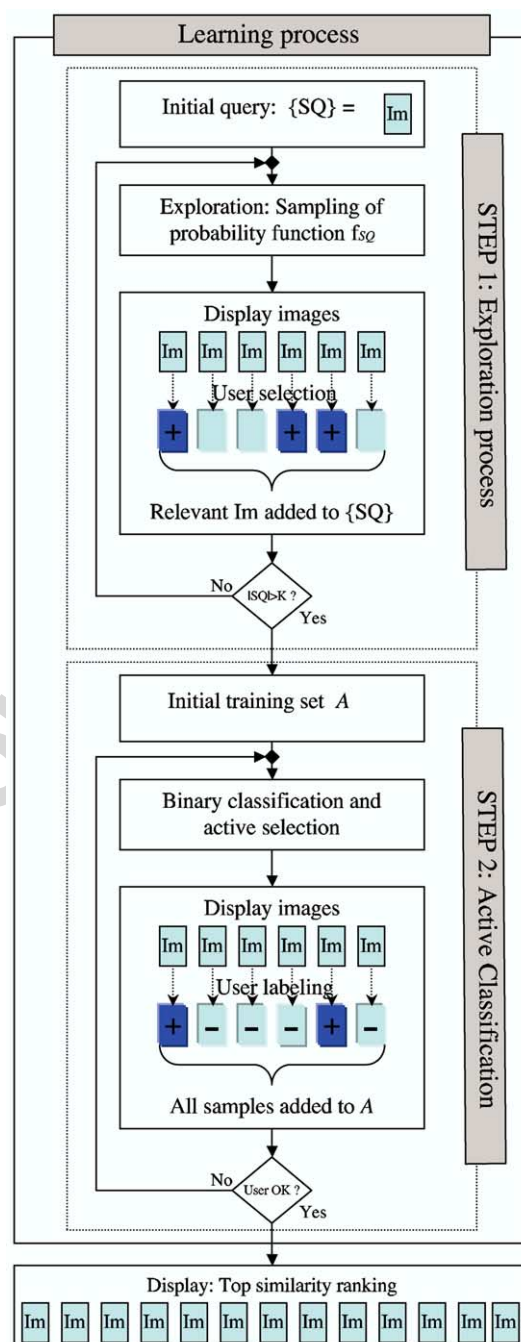 Learning process
Initial query: {SQ} = Im
Exploration: Sampling of
probability function fSQ
Display images
Im Im Im Im Im Im
User selection
+ + +
Relevant Im added to {SQ}
No |SQ|>K ?
Yes
STEP 1: Exploration process
Initial training set A
Binary classification and
active selection
Display images
Im Im Im Im Im Im
User labeling
+ - - - + -
All samples added to A
No User OK ?
Yes
STEP 2: Active Classification
Display: Top similarity ranking
Im Im Im Im Im Im Im Im Im Im Im Im Im